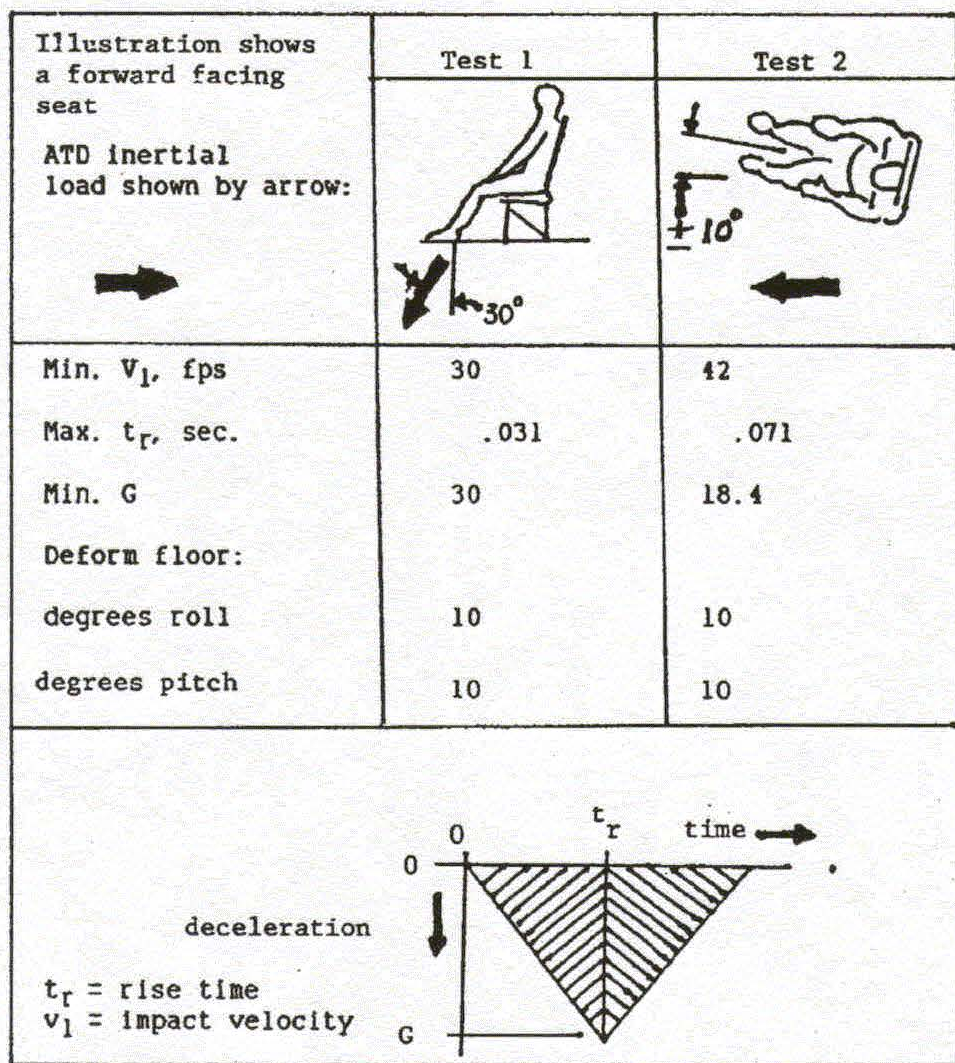 Illustration shows
a forward facing
seat
ATD inertial
load shown by arrow:
Test 1
Test 2
30°
± 10°
Min. V₁, fps 30 42
Max. tᵣ, sec. .031 .071
Min. G 30 18.4
Deform floor:
degrees roll 10 10
degrees pitch 10 10
0 tᵣ time
0
deceleration
tᵣ = rise time
v₁ = impact velocity
G